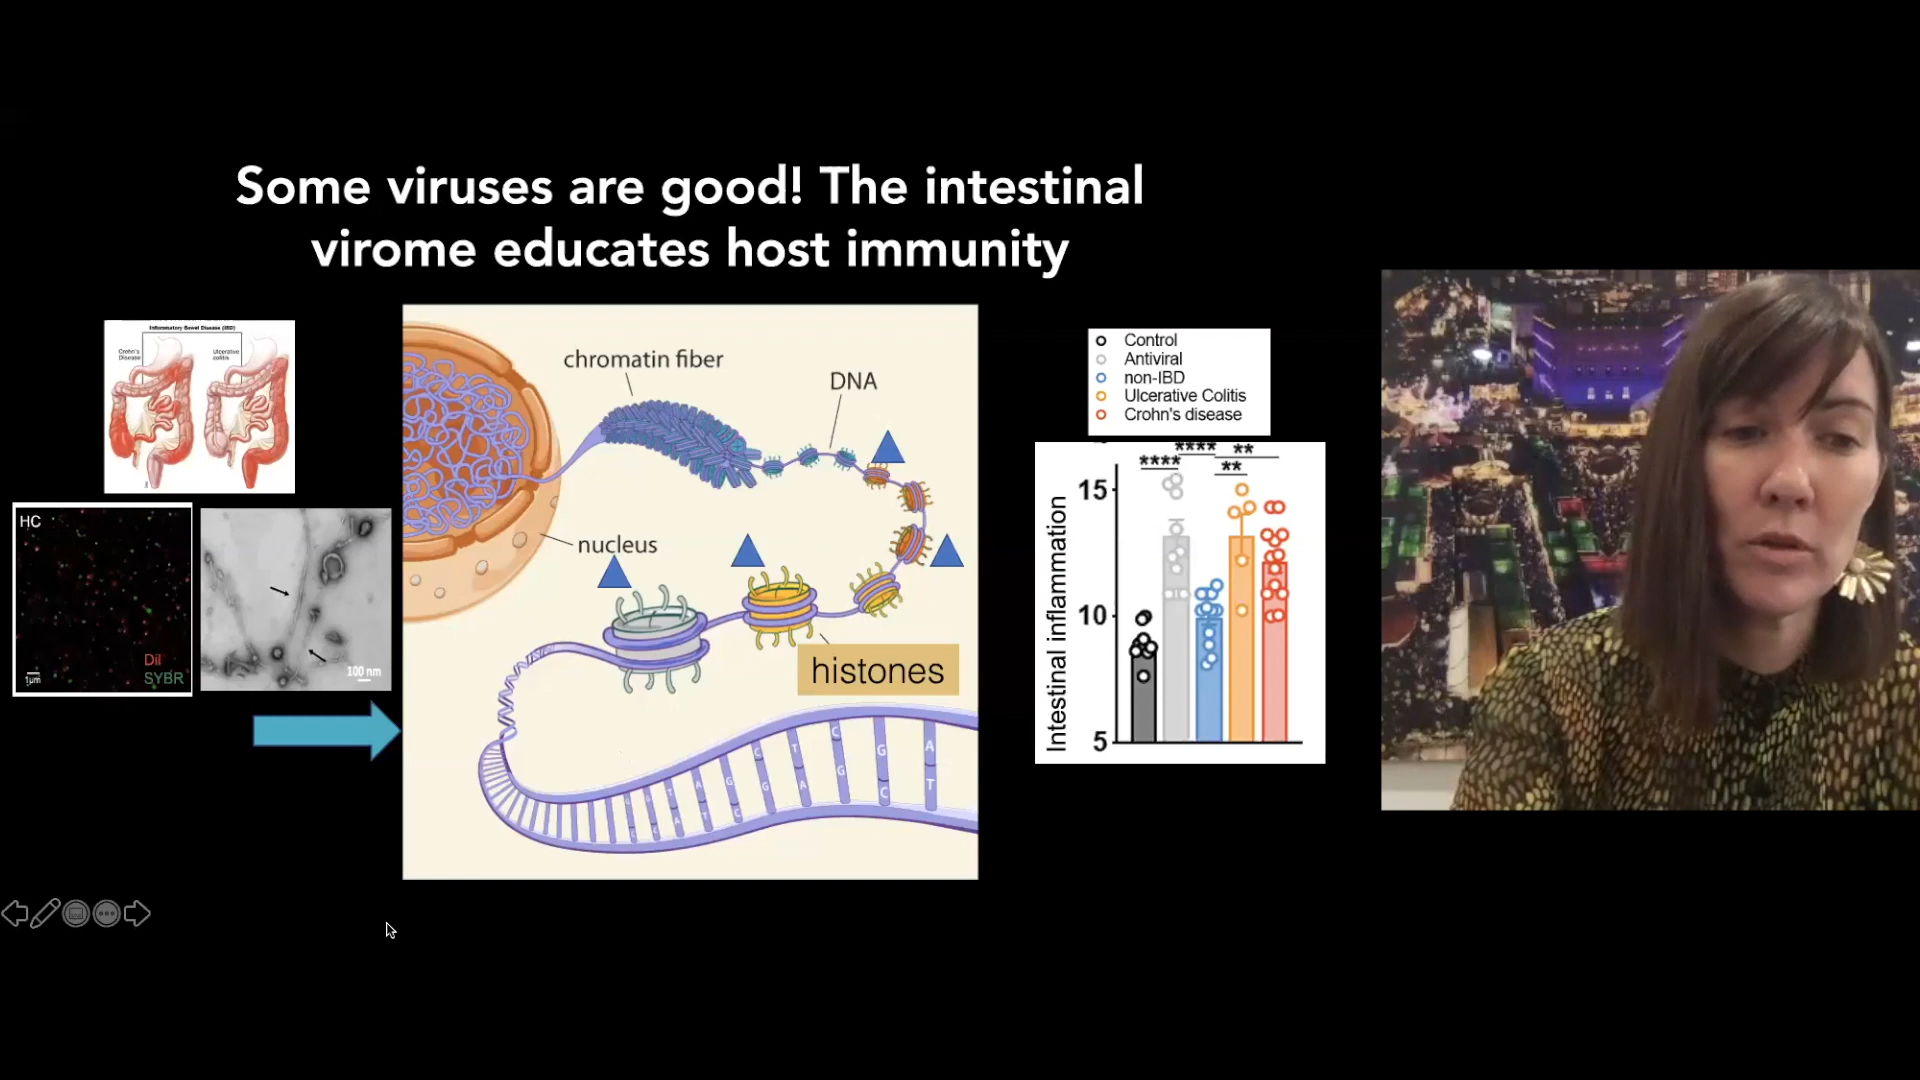 Some viruses are good! The intestinal
virome educates host immunity
Inflammatory Bowel Disease (IBD)
Crohn's
Disease
Ulcerative
colitis
HC
DiI
SYBR
1μm
100 nm
chromatin fiber
DNA
nucleus
histones
C
T
C
G
A
G
A
G
C
T
Control
Antiviral
non-IBD
Ulcerative Colitis
Crohn's disease
**** **
**** **
Intestinal inflammation
15
10
5